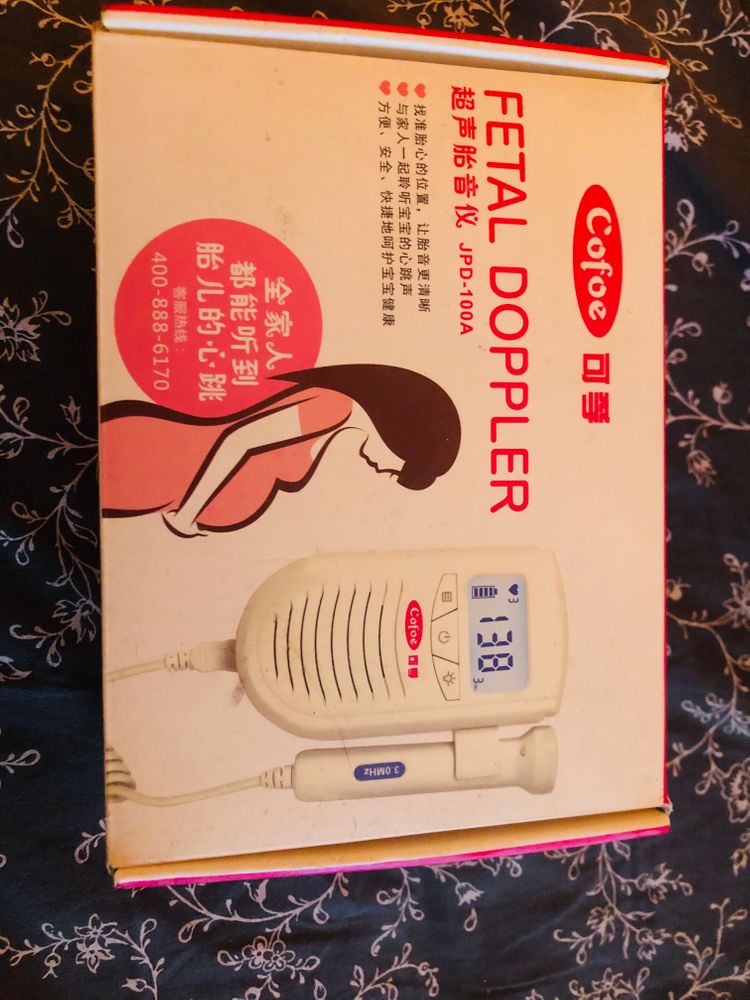 Cofoe 可孚
FETAL DOPPLER
超声胎音仪 JPD-100A
找准胎心的位置，让胎音更清晰
与家人一起聆听宝宝的心跳声
方便、安全、快捷地呵护宝宝健康
全家人
都能听到
胎儿的心跳
客服热线：
400-888-6170
3
138
Cofoe 可孚
3.0MHz